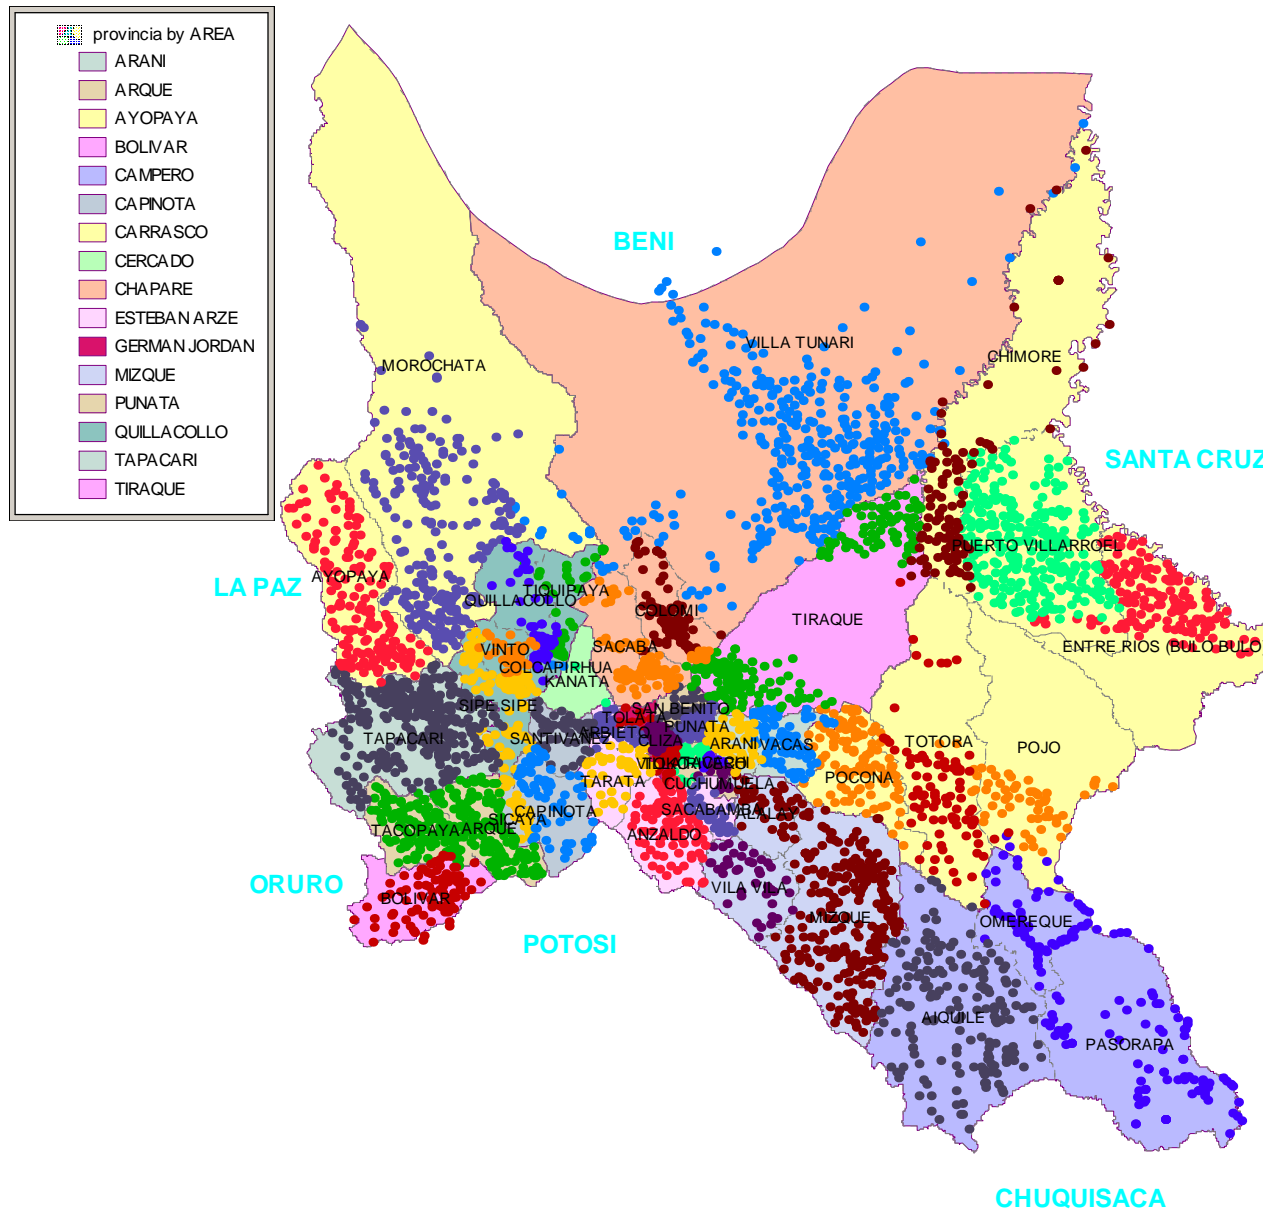 provincia by AREA
ARANI
ARQUE
AYOPAYA
BOLIVAR
CAMPERO
CAPINOTA
CARRASCO
CERCADO
CHAPARE
ESTEBAN ARZE
GERMAN JORDAN
MIZQUE
PUNATA
QUILLACOLLO
TAPACARI
TIRAQUE
BENI
VILLA TUNARI
CHIMORE
MOROCHATA
SANTA CRUZ
PUERTO VILLARROEL
LA PAZ
AYOPAYA
TIQUIPAYA
QUILLACOLLO
COLOMI
TIRAQUE
VINTO
SACABA
ENTRE RIOS (BULO BULO
COLCAPIRHUA
KANATA
SIPE SIPE
SAN BENITO
TOLATA
PUNATA
ARBIETO
TAPACARI
SANTIVAÑEZ
CLIZA
ARANI
VACAS
TOTORA
POJO
TACACHI
TARATA
CUCHUMUELA
POCONA
SACABAMBA
ALALAY
CAPINOTA
SICAYA
TACOPAYA
ARQUE
ANZALDO
ORURO
BOLIVAR
VILA VILA
MIZQUE
OMEREQUE
POTOSI
AIQUILE
PASORAPA
CHUQUISACA